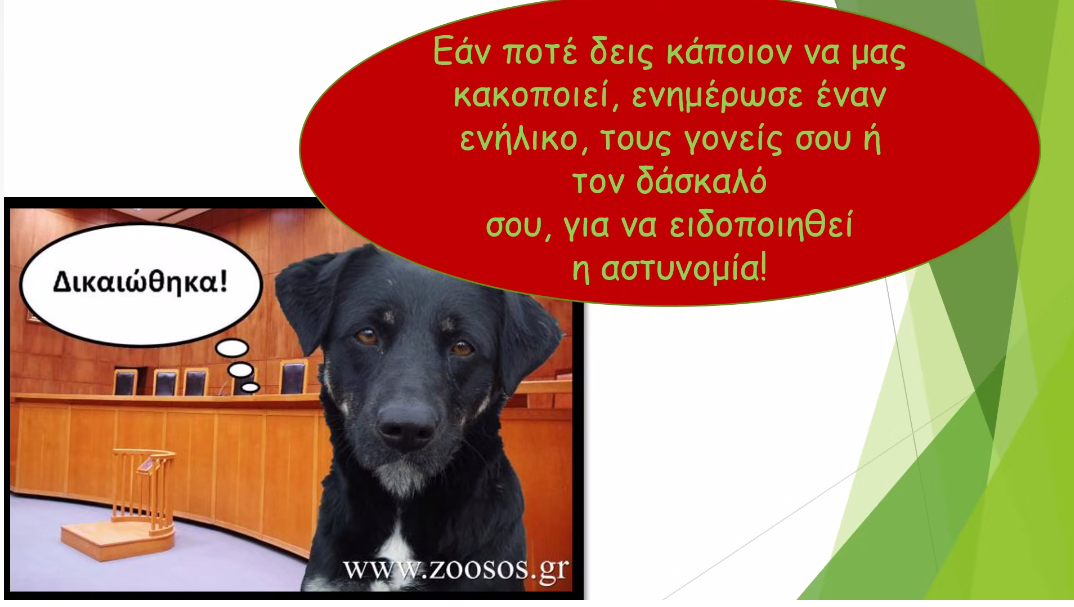 Εάν ποτέ δεις κάποιον να μας
κακοποιεί, ενημέρωσε έναν
ενήλικο, τους γονείς σου ή
τον δάσκαλό
σου, για να ειδοποιηθεί
η αστυνομία!
Δικαιώθηκα!
www.zoosos.gr